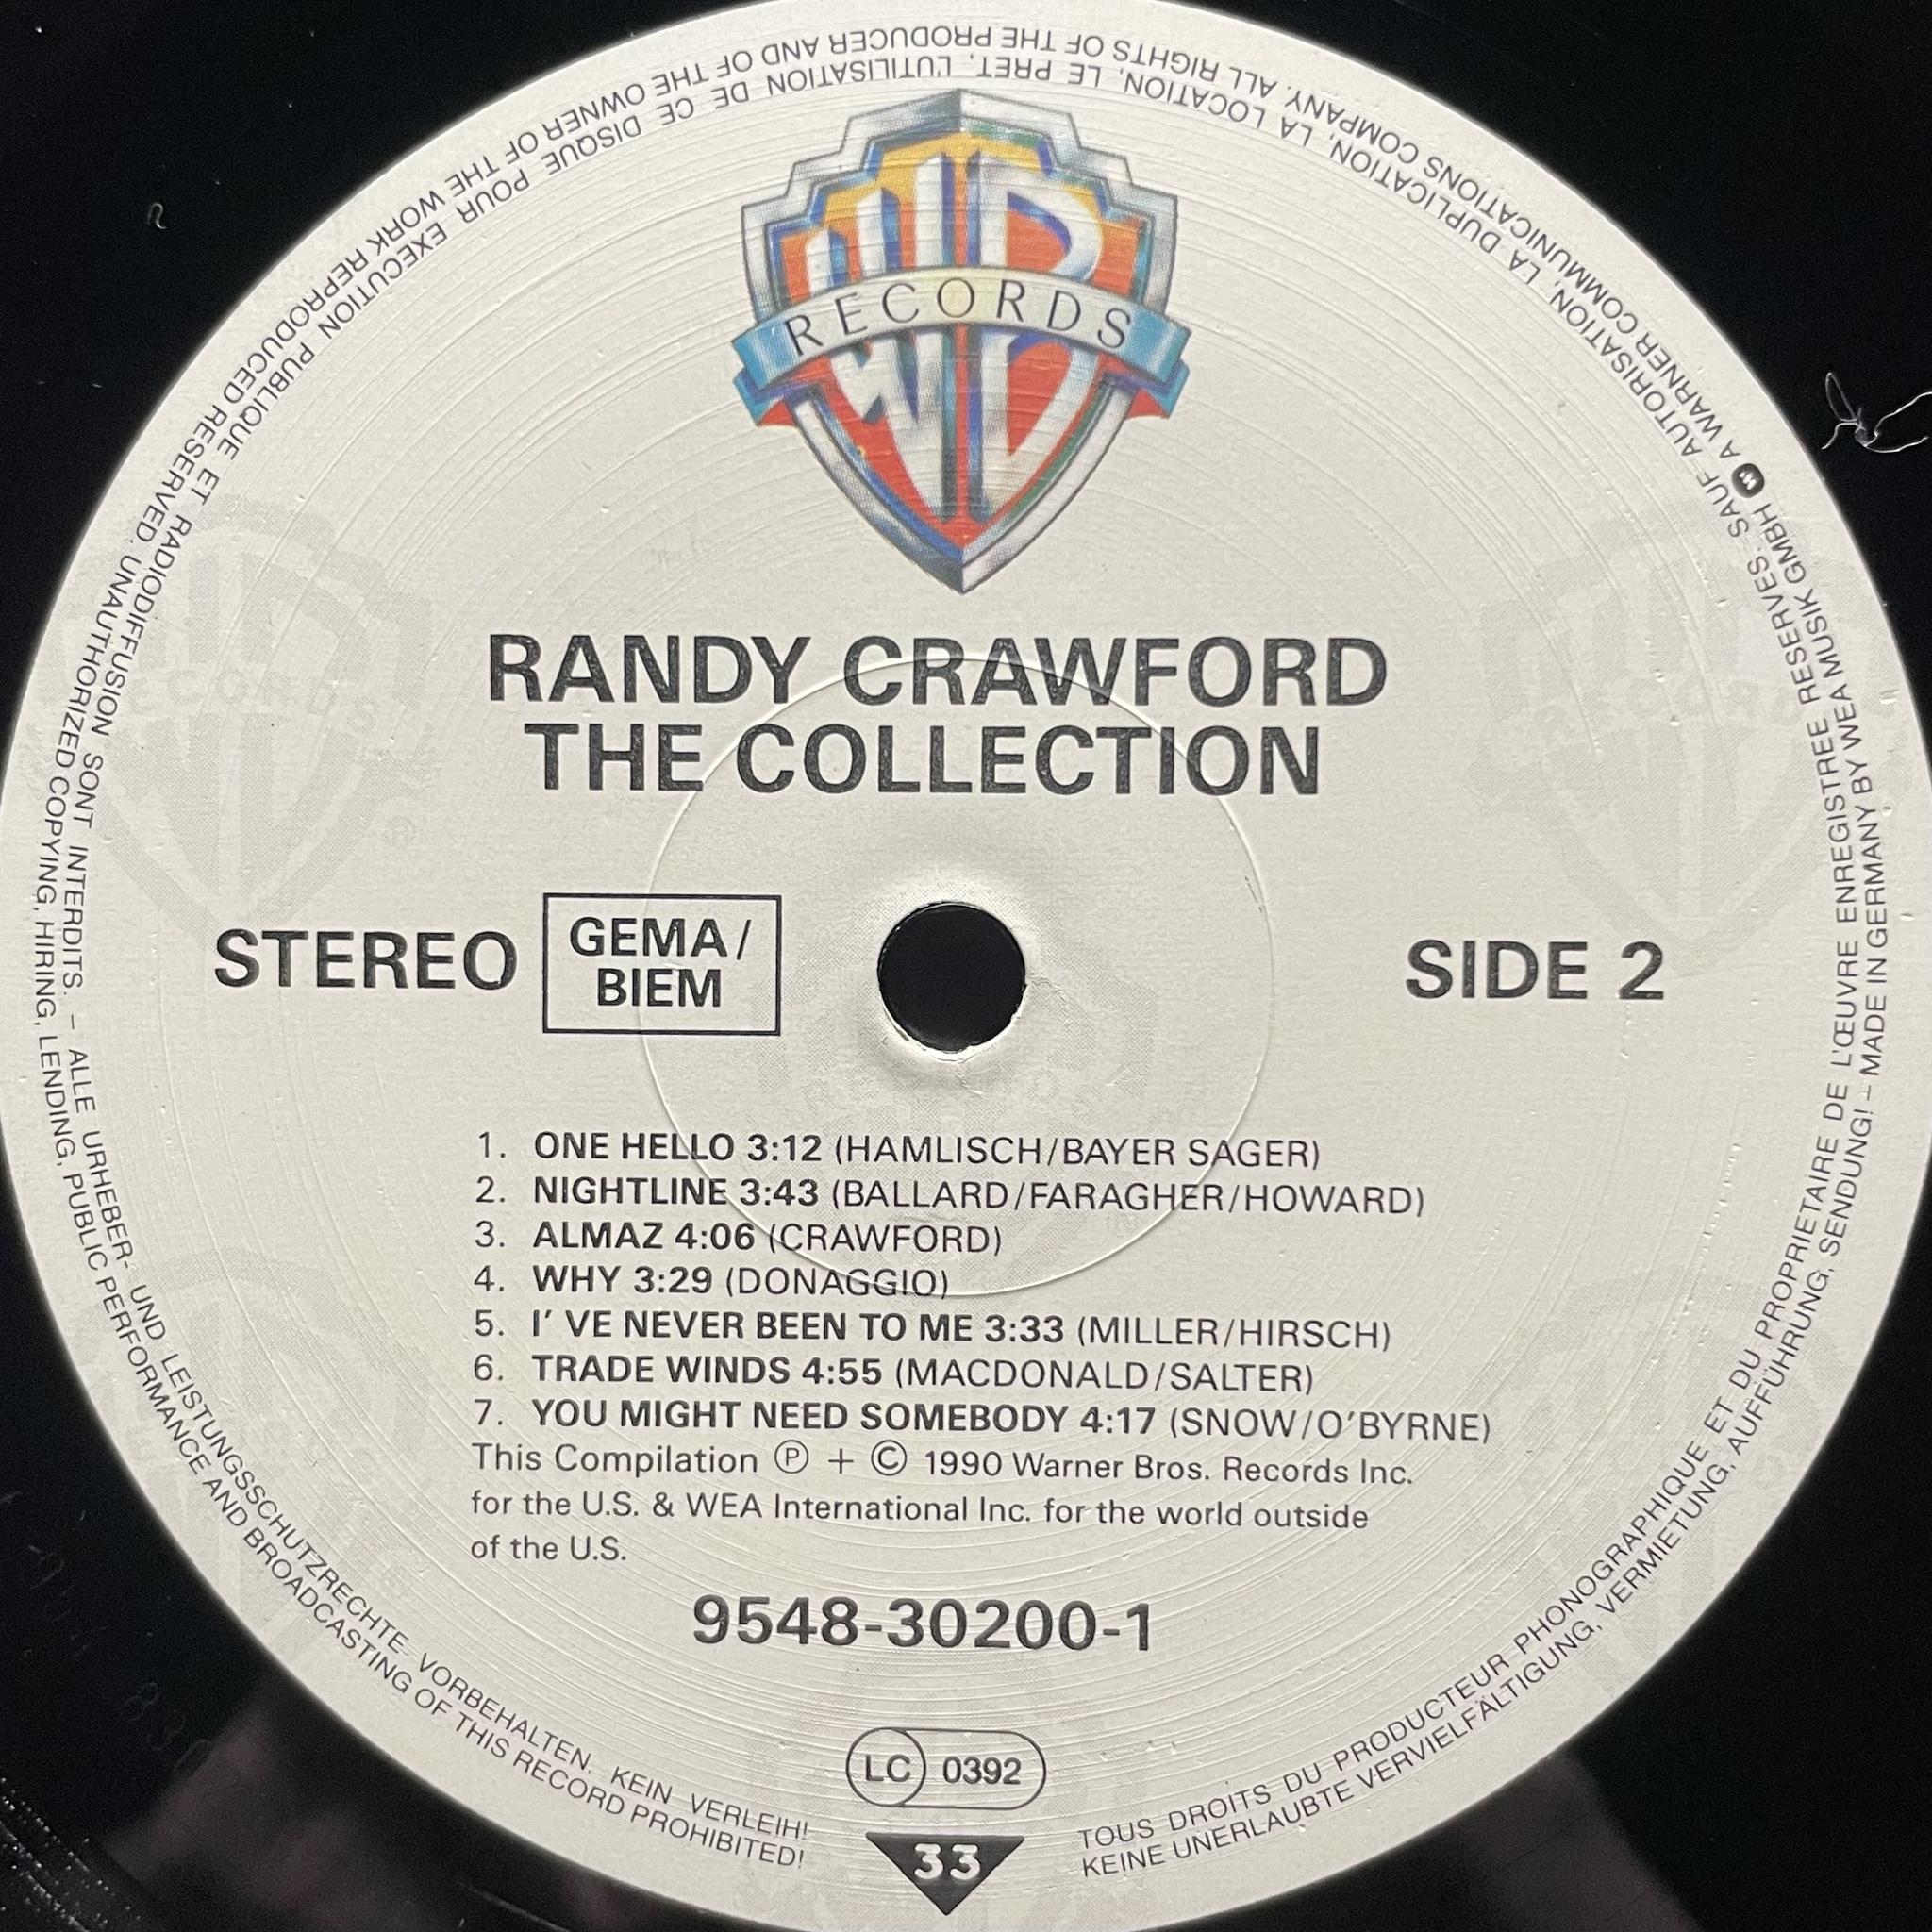 WB
RECORDS
RANDY CRAWFORD
THE COLLECTION
STEREO
GEMA/
BIEM
SIDE 2
1. ONE HELLO 3:12 (HAMLISCH/BAYER SAGER)
2. NIGHTLINE 3:43 (BALLARD/FARAGHER/HOWARD)
3. ALMAZ 4:06 (CRAWFORD)
4. WHY 3:29 (DONAGGIO)
5. I' VE NEVER BEEN TO ME 3:33 (MILLER/HIRSCH)
6. TRADE WINDS 4:55 (MACDONALD/SALTER)
7. YOU MIGHT NEED SOMEBODY 4:17 (SNOW/O'BYRNE)
This Compilation Ⓟ + © 1990 Warner Bros. Records Inc.
for the U.S. & WEA International Inc. for the world outside
of the U.S.
9548-30200-1
LC 0392
33
TOUS DROITS DU PRODUCTEUR PHONOGRAPHIQUE ET DU PROPRIETAIRE DE L'ŒUVRE ENREGISTREE RESERVES. SAUF AUTORISATION, LA DUPLICATION, LA LOCATION, LE PRET, L'UTILISATION DE CE DISQUE POUR EXECUTION PUBLIQUE ET RADIODIFFUSION SONT INTERDITS. – ALLE URHEBER- UND LEISTUNGSSCHUTZRECHTE VORBEHALTEN. KEIN VERLEIH!
KEINE UNERLAUBTE VERVIELFÄLTIGUNG, VERMIETUNG, AUFFÜHRUNG, SENDUNG! – MADE IN GERMANY BY WEA MUSIK GMBH A WARNER COMMUNICATIONS COMPANY. ALL RIGHTS OF THE PRODUCER AND OF THE OWNER OF THE WORK REPRODUCED RESERVED. UNAUTHORIZED COPYING, HIRING, LENDING, PUBLIC PERFORMANCE AND BROADCASTING OF THIS RECORD PROHIBITED!